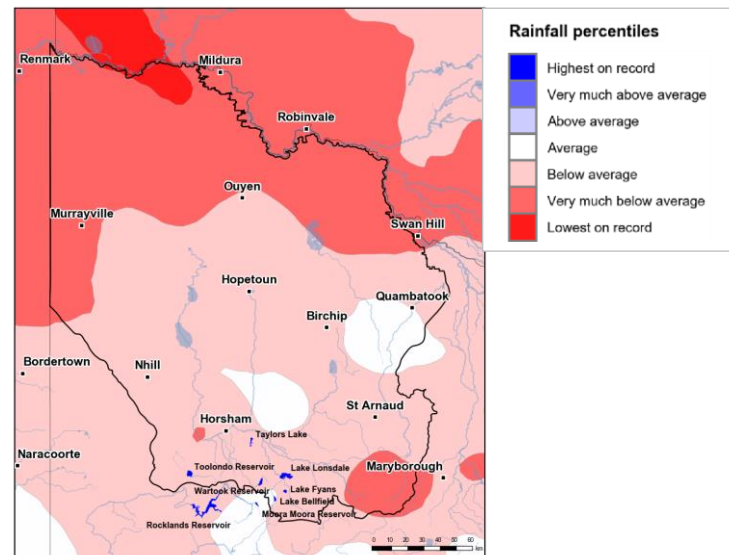 Rainfall percentiles
Highest on record
Very much above average
Above average
Average
Below average
Very much below average
Lowest on record
Renmark
Mildura
Robinvale
Ouyen
Murrayville
Swan Hill
Hopetoun
Quambatook
Birchip
Bordertown
Nhill
St Arnaud
Horsham
Taylors Lake
Naracoorte
Toolondo Reservoir
Lake Lonsdale
Maryborough
Wartook Reservoir
Lake Fyans
Lake Bellfield
Moora Moora Reservoir
Rocklands Reservoir
0 10 20 30 40 50 60
km